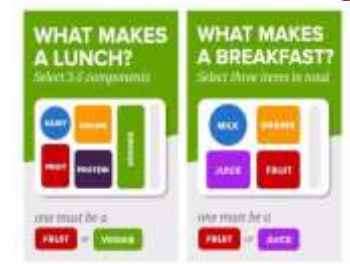 WHAT MAKES
A LUNCH?
Select 3-5 components
DAIRY
GRAINS
VEGGIES
FRUIT
PROTEIN
one must be a
FRUIT or VEGGIE
WHAT MAKES
A BREAKFAST?
Select three items in total
MILK
GRAINS
JUICE
FRUIT
one must be a
FRUIT or JUICE